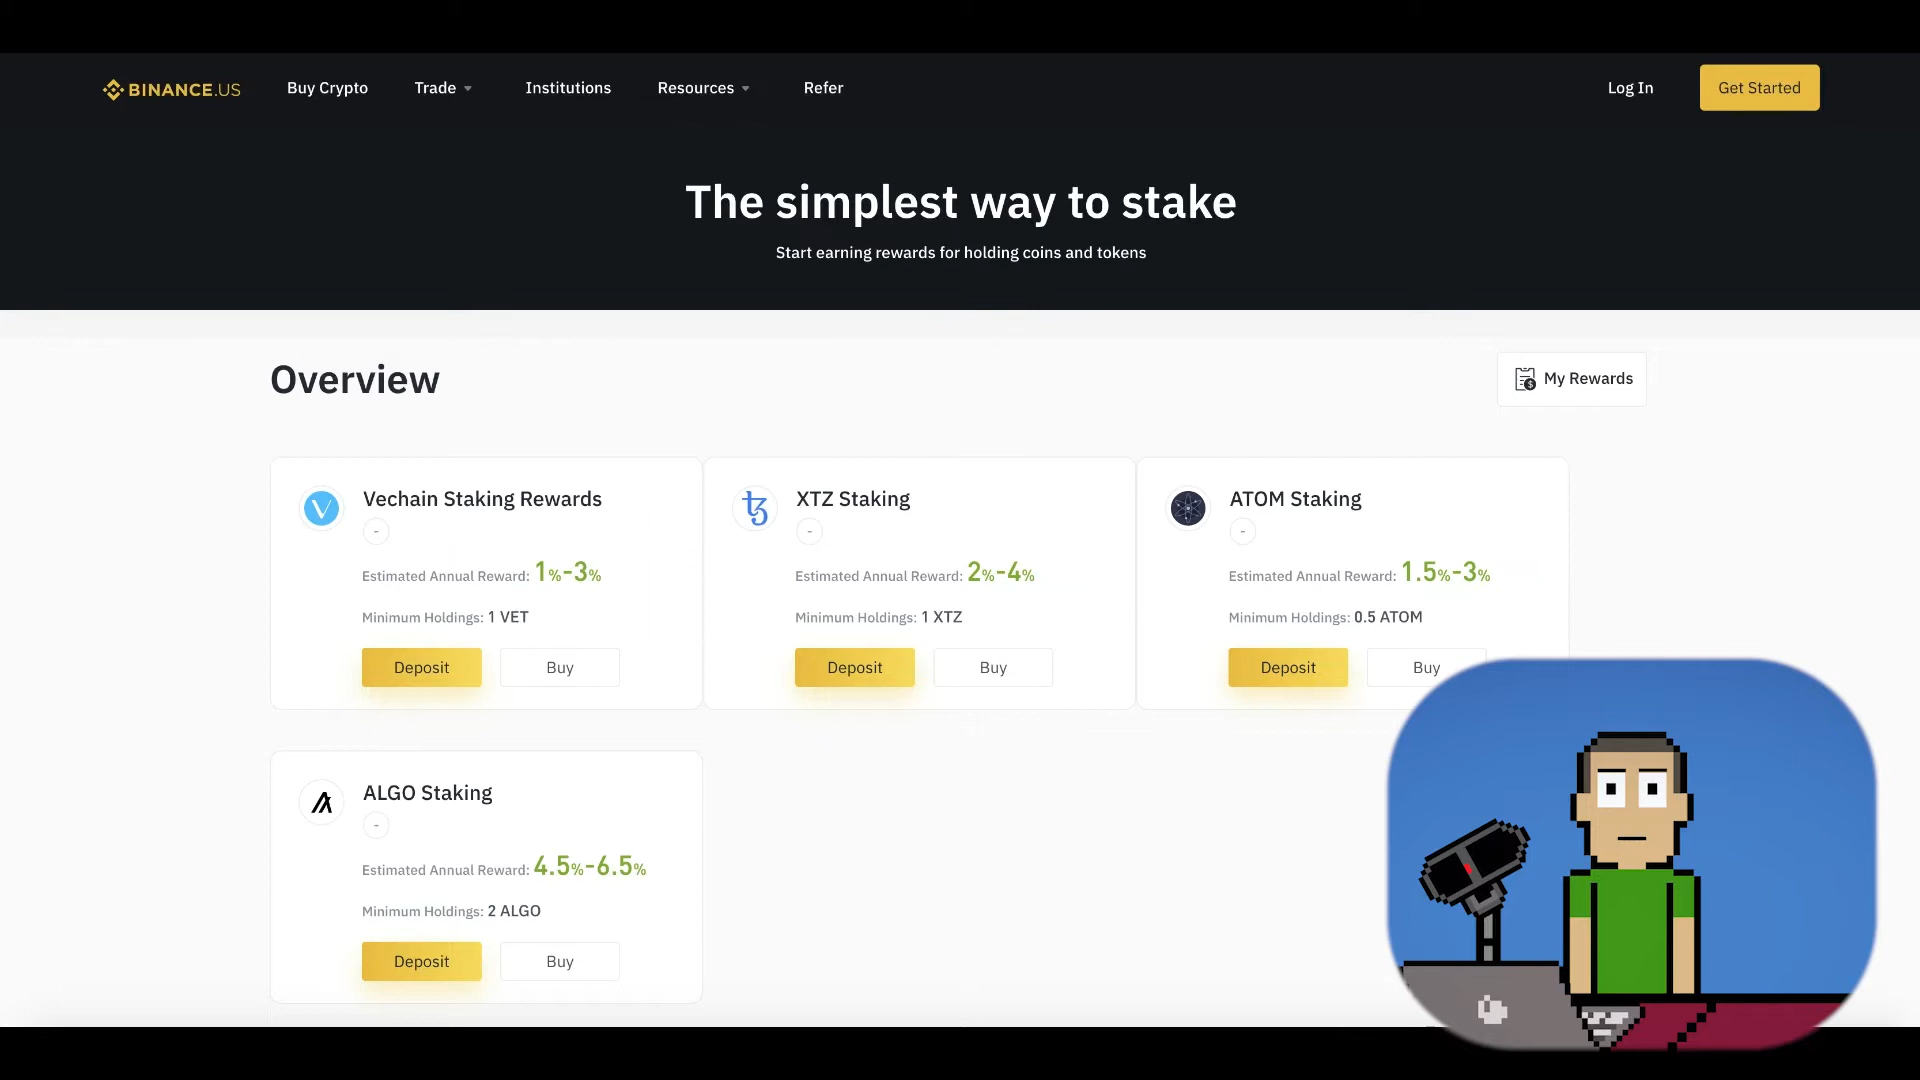 BINANCE.US Buy Crypto Trade Institutions Resources Refer Log In Get Started
The simplest way to stake
Start earning rewards for holding coins and tokens
Overview
My Rewards
Vechain Staking Rewards
-
Estimated Annual Reward: 1%-3%
Minimum Holdings: 1 VET
Deposit Buy
XTZ Staking
-
Estimated Annual Reward: 2%-4%
Minimum Holdings: 1 XTZ
Deposit Buy
ATOM Staking
-
Estimated Annual Reward: 1.5%-3%
Minimum Holdings: 0.5 ATOM
Deposit Buy
ALGO Staking
-
Estimated Annual Reward: 4.5%-6.5%
Minimum Holdings: 2 ALGO
Deposit Buy